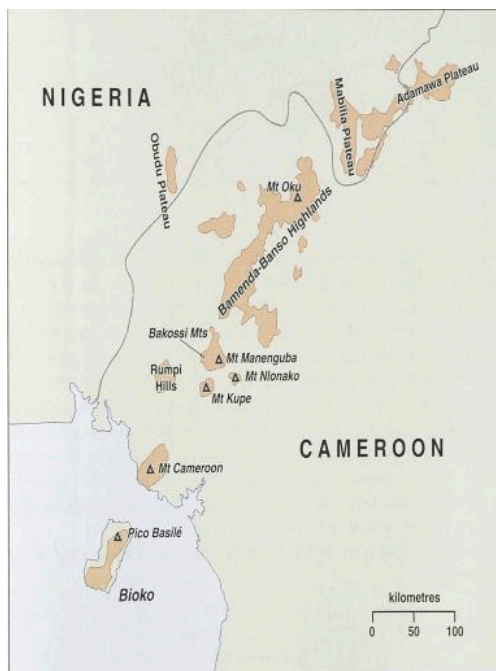 NIGERIA
Obudu Plateau
Mabilia Plateau
Adamawa Plateau
Mt Oku
Bamenda-Banso Highlands
Bakossi Mts
Mt Manenguba
Rumpi
Hills
Mt Nlonako
Mt Kupe
CAMEROON
Mt Cameroon
Pico Basilé
Bioko
kilometres
0 50 100